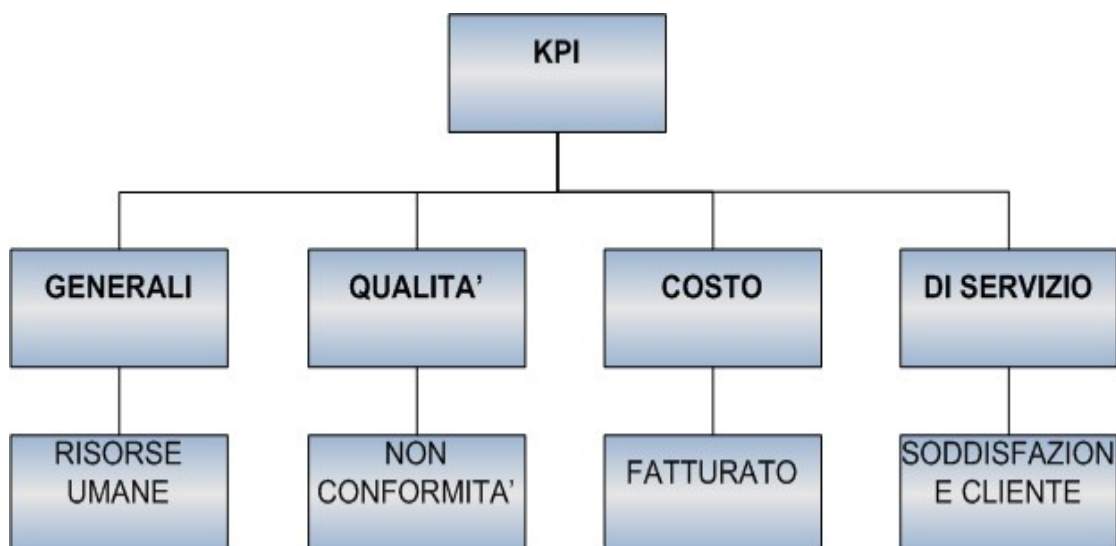 KPI
GENERALI
QUALITA’
COSTO
DI SERVIZIO
RISORSE
UMANE
NON
CONFORMITA’
FATTURATO
SODDISFAZION
E CLIENTE